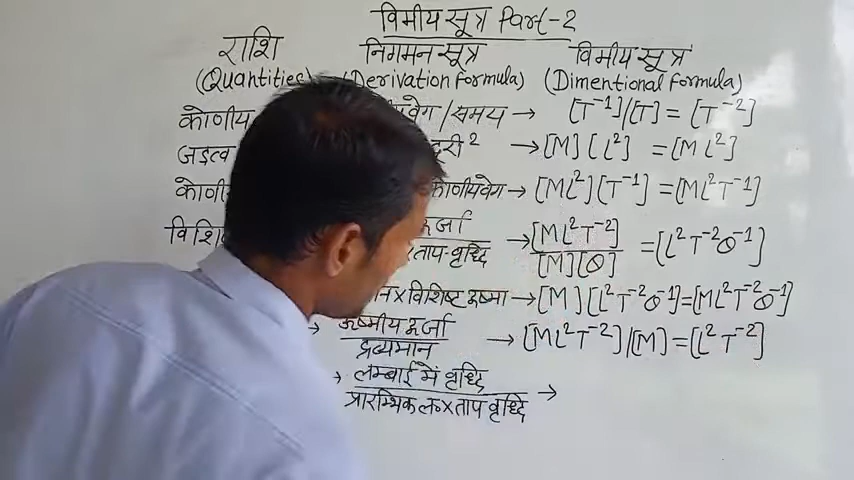 विमीय सूत्र Part-2
राशि निगमन सूत्र विमीय सूत्र
(Quantities) (Derivation formula) (Dimentional formula)
कोणीय वेग/समय → [T⁻¹]/[T] = [T⁻²]
जड़त्व दूरी² → [M][L²] = [ML²]
कोणी कोणीयवेग → [ML²][T⁻¹] = [ML²T⁻¹]
विशि ऊर्जा
ताप-वृध्दि → [ML²T⁻²]/[M][θ] = [L²T⁻²θ⁻¹]
×विशिष्ट ऊष्मा → [M][L²T⁻²θ⁻¹]=[ML²T⁻²θ⁻¹]
ऊष्मीय ऊर्जा
द्रव्यमान → [ML²T⁻²]/[M] = [L²T⁻²]
लम्बाई में वृध्दि
प्रारम्भिक ल०×ताप वृध्दि →